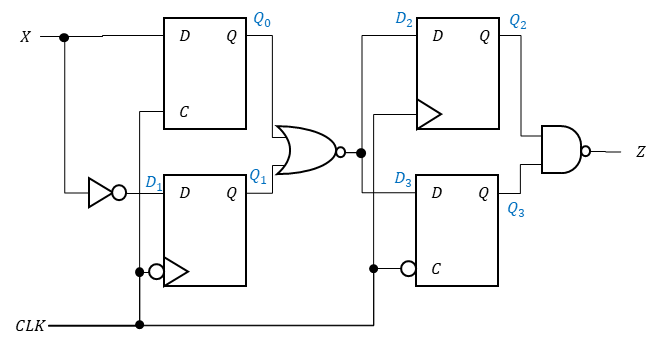 Q₀ D₂ Q₂
X D Q D Q
C
Z
D₁ D Q Q₁ D₃ D Q Q₃
C
CLK